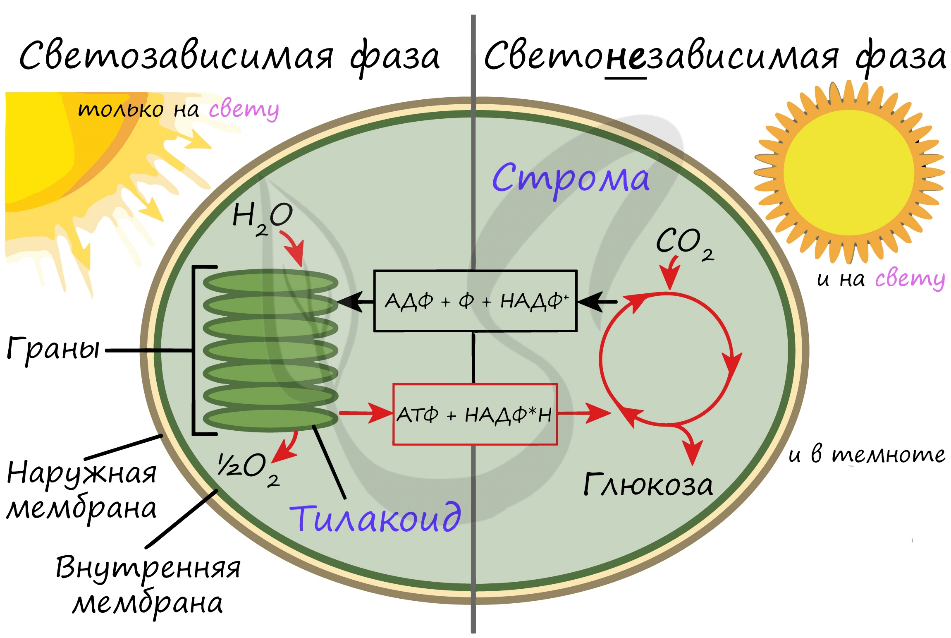 Светозависимая фаза
Светонезависимая фаза
только на свету
Строма
H₂O
CO₂
и на свету
АДФ + Ф + НАДФ⁺
Граны
АТФ + НАДФ*Н
и в темноте
½O₂
Глюкоза
Наружная
мембрана
Тилакоид
Внутренняя
мембрана